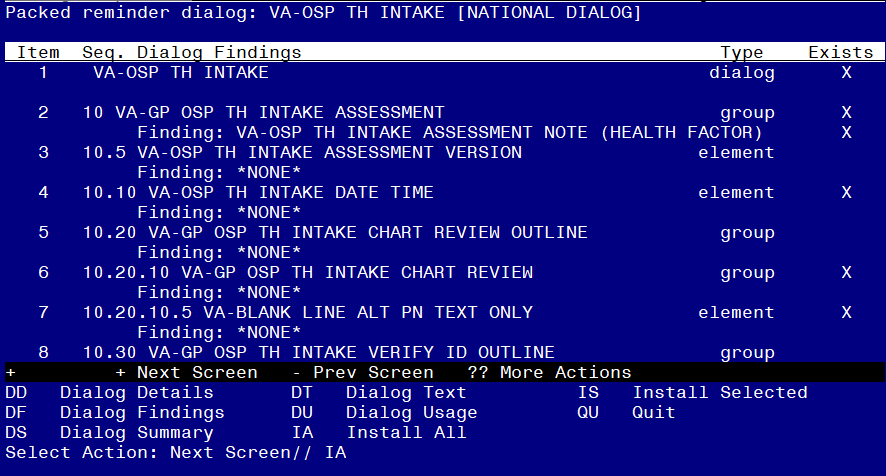 Packed reminder dialog: VA-OSP TH INTAKE [NATIONAL DIALOG]
Item  Seq. Dialog Findings  Type  Exists
1  VA-OSP TH INTAKE  dialog  X
2  10 VA-GP OSP TH INTAKE ASSESSMENT  group  X
Finding: VA-OSP TH INTAKE ASSESSMENT NOTE (HEALTH FACTOR)  X
3  10.5 VA-OSP TH INTAKE ASSESSMENT VERSION  element
Finding: *NONE*
4  10.10 VA-OSP TH INTAKE DATE TIME  element  X
Finding: *NONE*
5  10.20 VA-GP OSP TH INTAKE CHART REVIEW OUTLINE  group
Finding: *NONE*
6  10.20.10 VA-GP OSP TH INTAKE CHART REVIEW  group  X
Finding: *NONE*
7  10.20.10.5 VA-BLANK LINE ALT PN TEXT ONLY  element  X
Finding: *NONE*
8  10.30 VA-GP OSP TH INTAKE VERIFY ID OUTLINE  group
+  + Next Screen  - Prev Screen  ?? More Actions
DD  Dialog Details  DT  Dialog Text  IS  Install Selected
DF  Dialog Findings  DU  Dialog Usage  QU  Quit
DS  Dialog Summary  IA  Install All
Select Action: Next Screen// IA